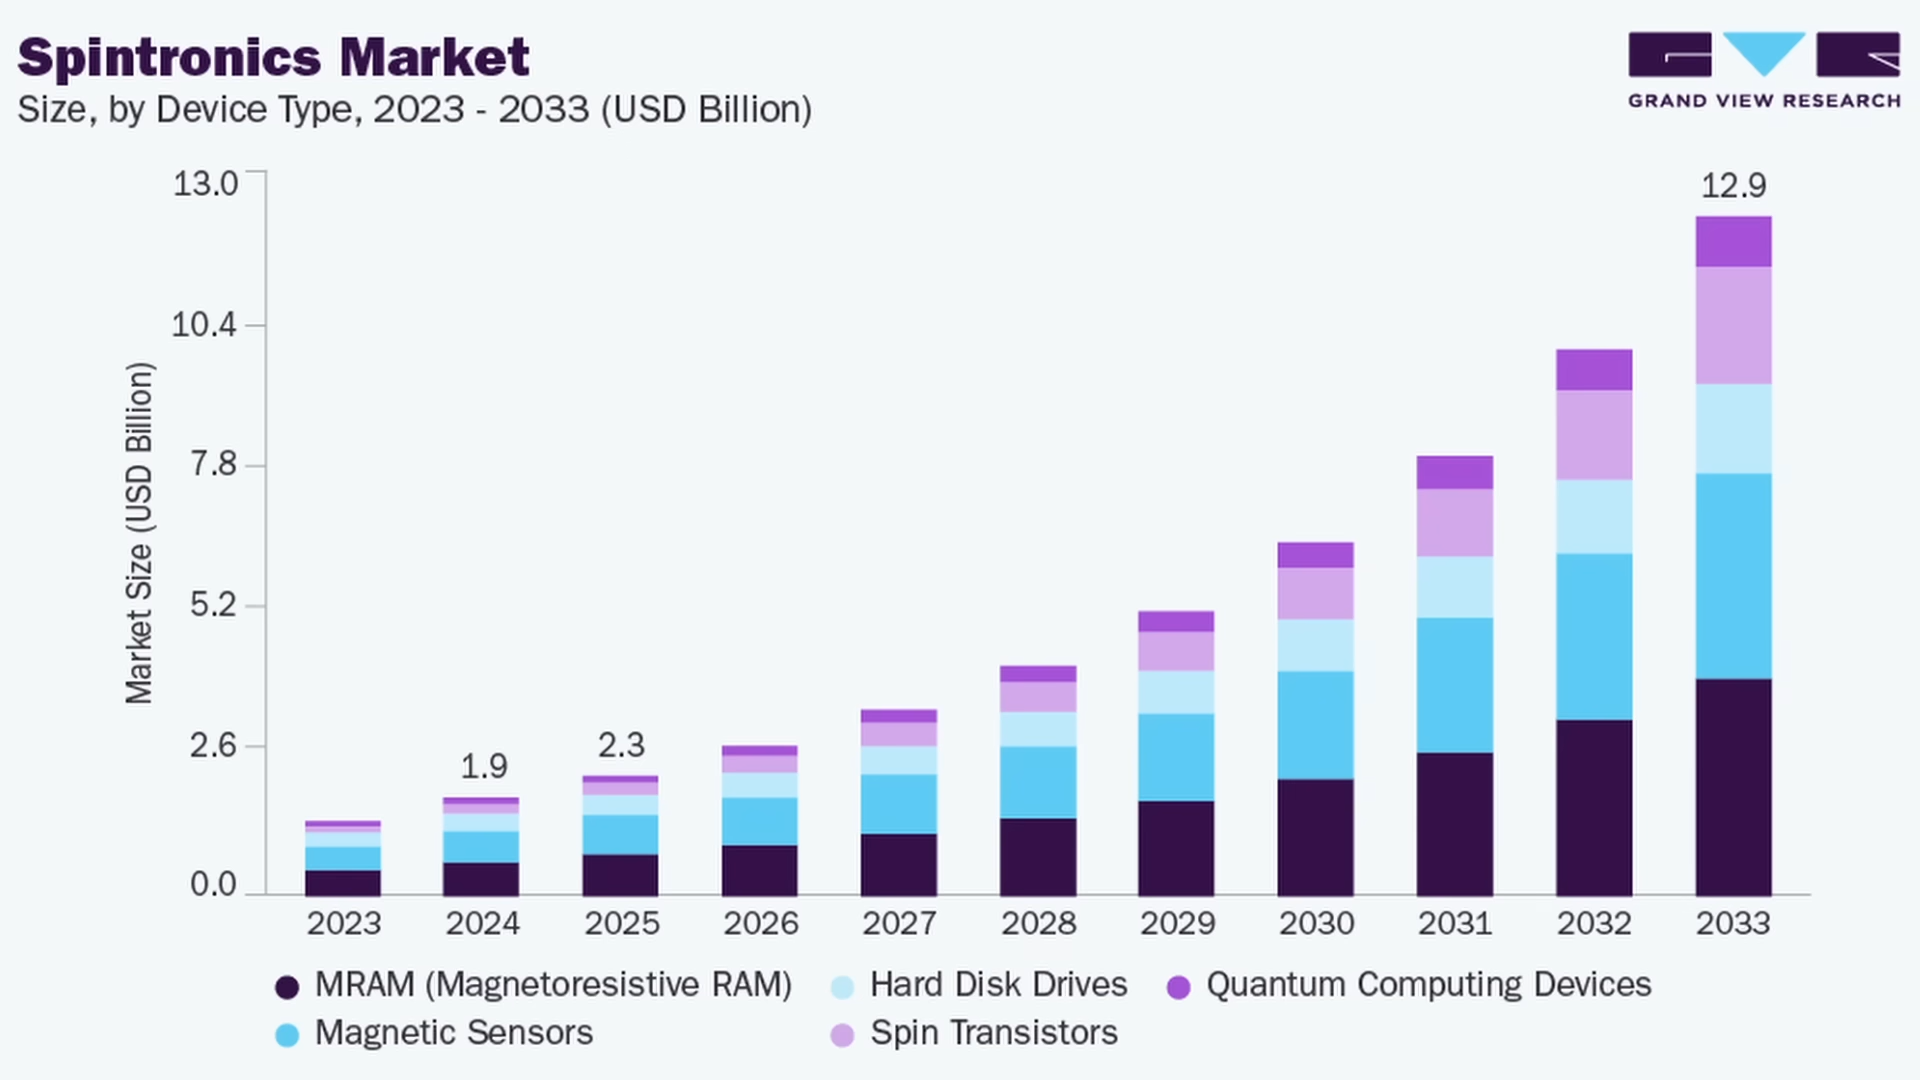 Spintronics Market
Size, by Device Type, 2023 - 2033 (USD Billion)
GRAND VIEW RESEARCH
Market Size (USD Billion)
13.0
10.4
7.8
5.2
2.6
0.0
1.9
2.3
12.9
2023 2024 2025 2026 2027 2028 2029 2030 2031 2032 2033
MRAM (Magnetoresistive RAM) Hard Disk Drives Quantum Computing Devices
Magnetic Sensors Spin Transistors